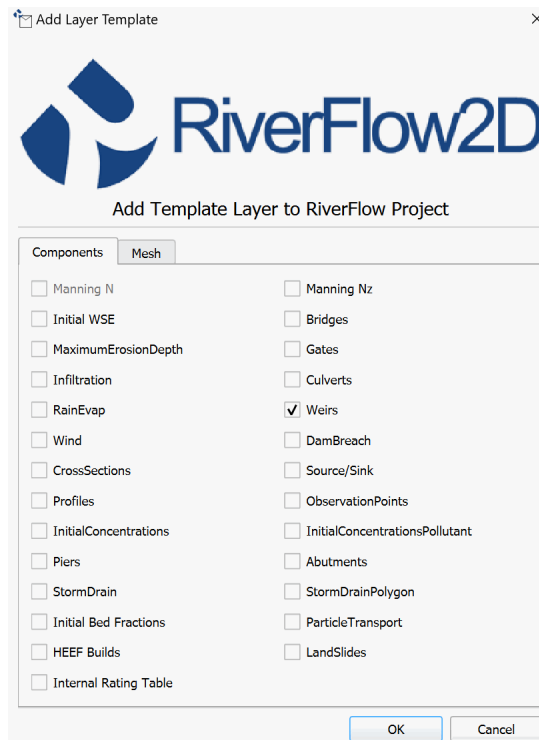 Add Layer Template
RiverFlow2D
Add Template Layer to RiverFlow Project
Components Mesh
Manning N Manning Nz
Initial WSE Bridges
MaximumErosionDepth Gates
Infiltration Culverts
RainEvap Weirs
Wind DamBreach
CrossSections Source/Sink
Profiles ObservationPoints
InitialConcentrations InitialConcentrationsPollutant
Piers Abutments
StormDrain StormDrainPolygon
Initial Bed Fractions ParticleTransport
HEEF Builds LandSlides
Internal Rating Table
OK Cancel